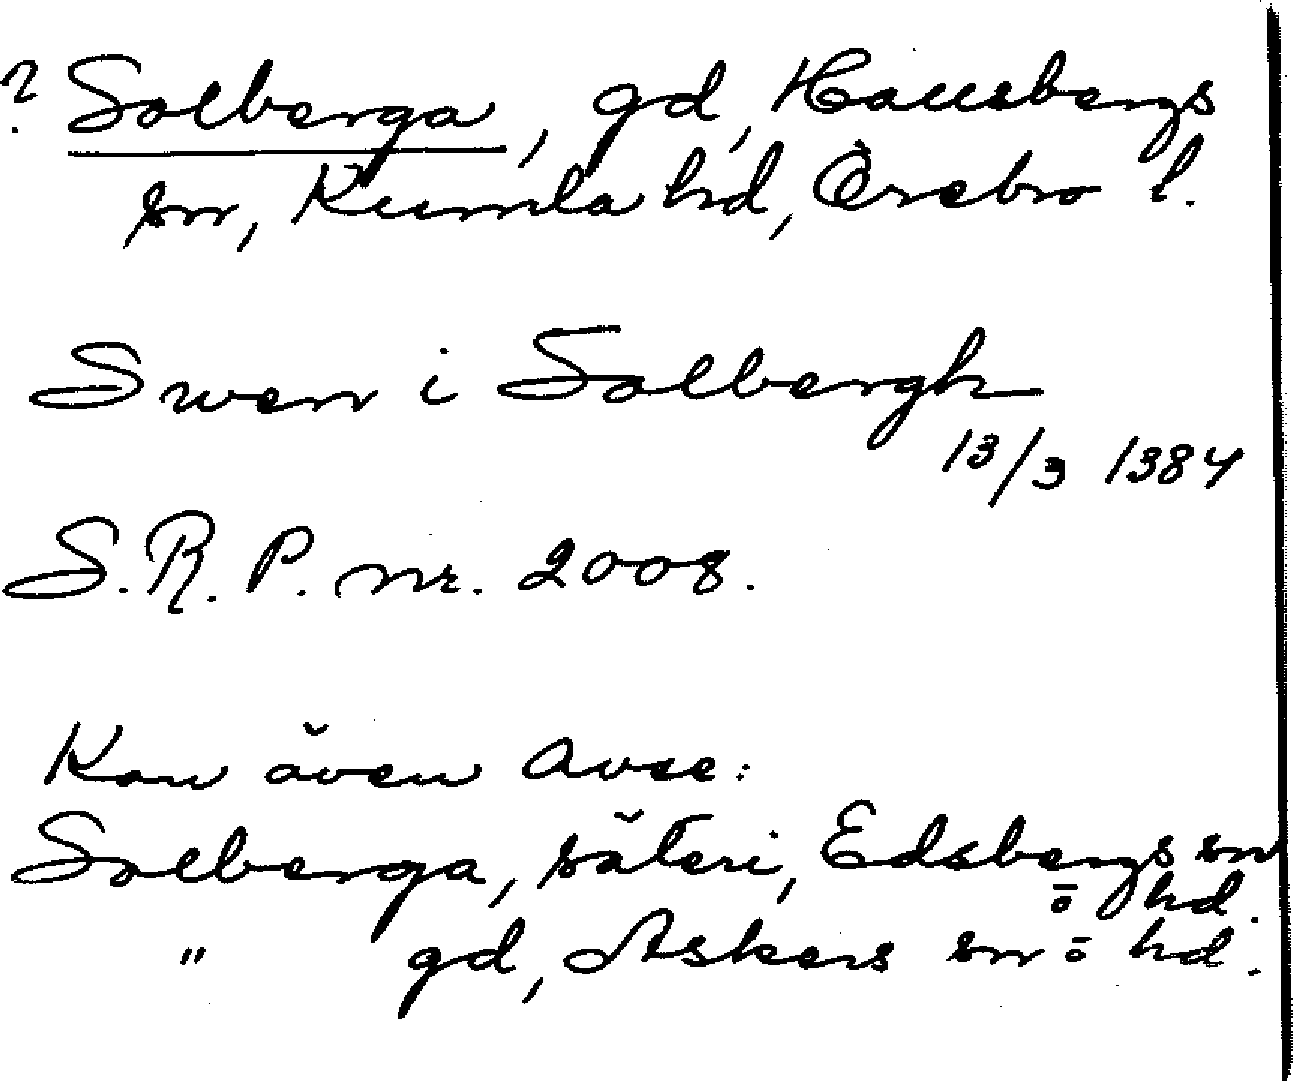 ? Solberga, gd, Hallsbergs
sn, Kumla hd, Örebro l.
Swen i Solbergh
13/3 1384
S.R.P. nr. 2008.
Kan även avse:
Solberga, säteri, Edsbergs sn
o hd.
" gd, Askers sn o hd.